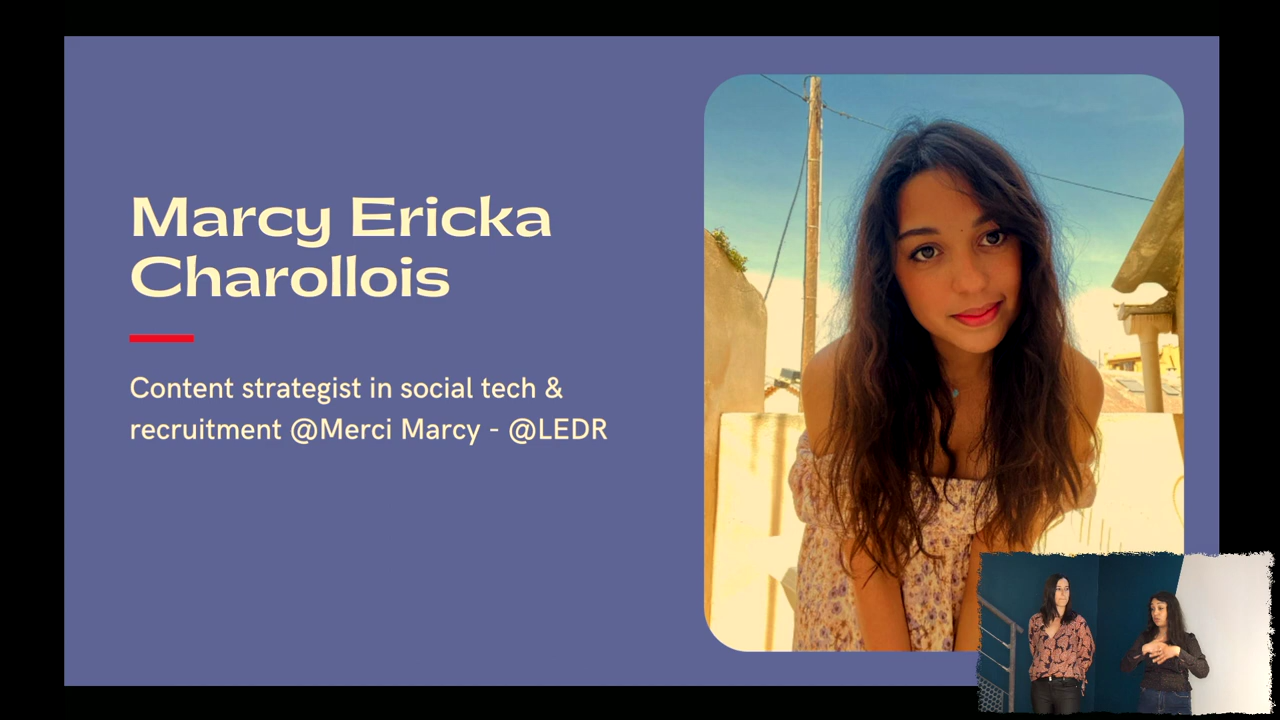 Marcy Ericka
Charollois
Content strategist in social tech &
recruitment @Merci Marcy - @LEDR